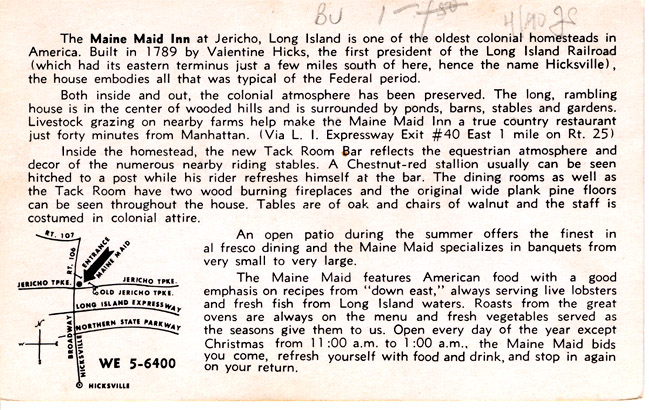 BU 1-
4/90
The Maine Maid Inn at Jericho, Long Island is one of the oldest colonial homesteads in
America. Built in 1789 by Valentine Hicks, the first president of the Long Island Railroad
(which had its eastern terminus just a few miles south of here, hence the name Hicksville),
the house embodies all that was typical of the Federal period.
Both inside and out, the colonial atmosphere has been preserved. The long, rambling
house is in the center of wooded hills and is surrounded by ponds, barns, stables and gardens.
Livestock grazing on nearby farms help make the Maine Maid Inn a true country restaurant
just forty minutes from Manhattan. (Via L. I. Expressway Exit #40 East 1 mile on Rt. 25)
Inside the homestead, the new Tack Room Bar reflects the equestrian atmosphere and
decor of the numerous nearby riding stables. A Chestnut-red stallion usually can be seen
hitched to a post while his rider refreshes himself at the bar. The dining rooms as well as
the Tack Room have two wood burning fireplaces and the original wide plank pine floors
can be seen throughout the house. Tables are of oak and chairs of walnut and the staff is
costumed in colonial attire.
An open patio during the summer offers the finest in
al fresco dining and the Maine Maid specializes in banquets from
very small to very large.
The Maine Maid features American food with a good
emphasis on recipes from "down east," always serving live lobsters
and fresh fish from Long Island waters. Roasts from the great
ovens are always on the menu and fresh vegetables served as
the seasons give them to us. Open every day of the year except
Christmas from 11:00 a.m. to 1:00 a.m., the Maine Maid bids
you come, refresh yourself with food and drink, and stop in again
on your return.
RT. 107
RT. 106
ENTRANCE
MAINE MAID
JERICHO TPKE.
JERICHO TPKE.
OLD JERICHO TPKE.
LONG ISLAND EXPRESSWAY
NORTHERN STATE PARKWAY
BROADWAY
HICKSVILLE
N
WE 5-6400
HICKSVILLE